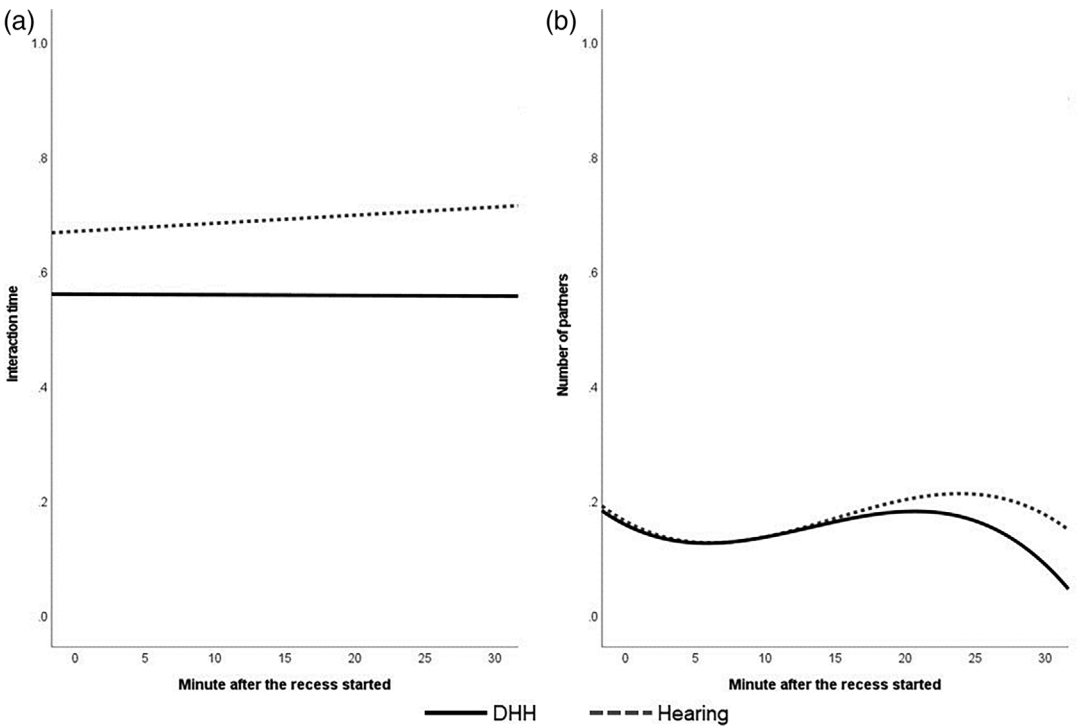 (a)
1.0
.8
.6
.4
.2
.0
Interaction time
0 5 10 15 20 25 30
Minute after the recess started
(b)
1.0
.8
.6
.4
.2
.0
Number of partners
0 5 10 15 20 25 30
Minute after the recess started
DHH Hearing